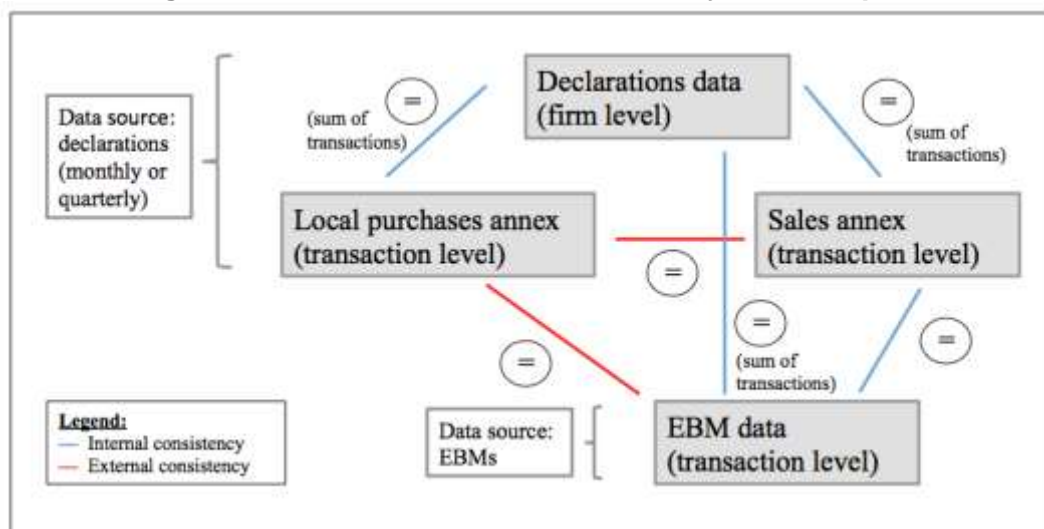 Declarations data
(firm level)
=
(sum of
transactions)
=
(sum of
transactions)
Data source:
declarations
(monthly or
quarterly)
Local purchases annex
(transaction level)
Sales annex
(transaction level)
=
=
(sum of
transactions)
=
=
Legend:
Internal consistency
External consistency
Data source:
EBMs
EBM data
(transaction level)